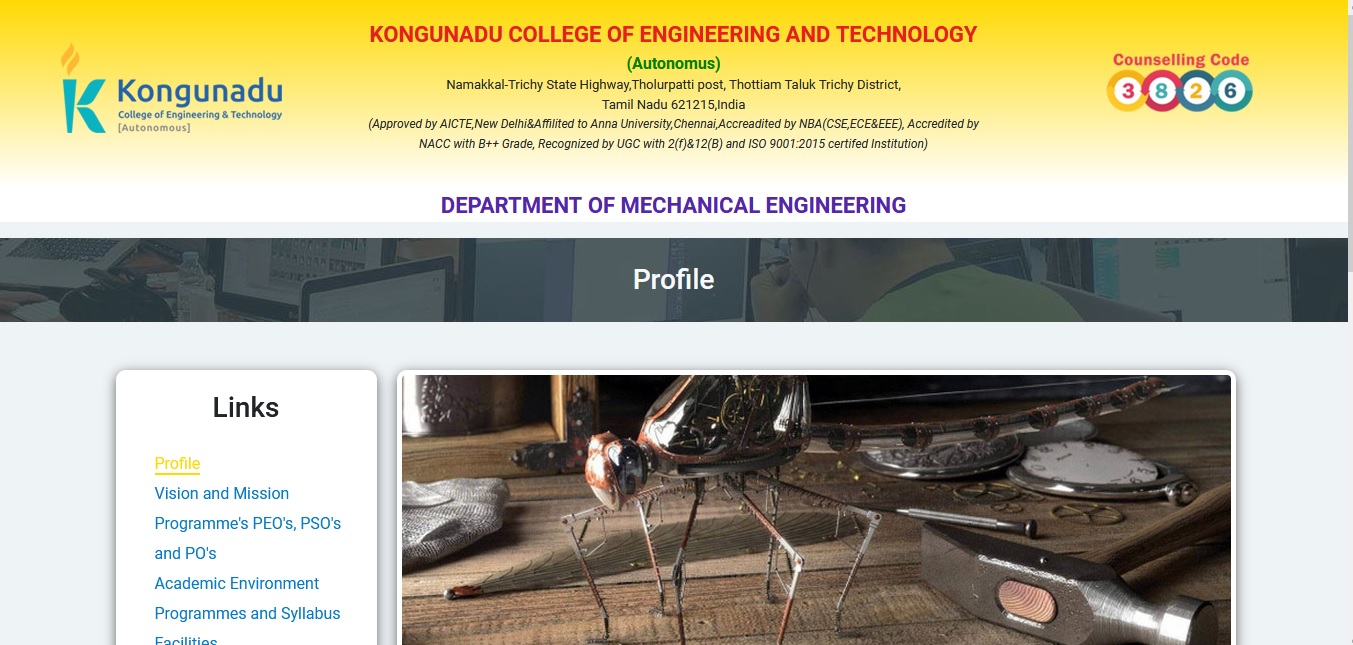 KONGUNADU COLLEGE OF ENGINEERING AND TECHNOLOGY
(Autonomus)
Namakkal-Trichy State Highway,Tholurpatti post, Thottiam Taluk Trichy District,
Tamil Nadu 621215,India
(Approved by AICTE,New Delhi&Affilited to Anna University,Chennai,Accreadited by NBA(CSE,ECE&EEE), Accredited by
NACC with B++ Grade, Recognized by UGC with 2(f)&12(B) and ISO 9001:2015 certifed Institution)
Kongunadu
College of Engineering & Technology
[Autonomous]
Counselling Code
3 8 2 6
DEPARTMENT OF MECHANICAL ENGINEERING
Profile
Links
Profile
Vision and Mission
Programme's PEO's, PSO's
and PO's
Academic Environment
Programmes and Syllabus
Facilities